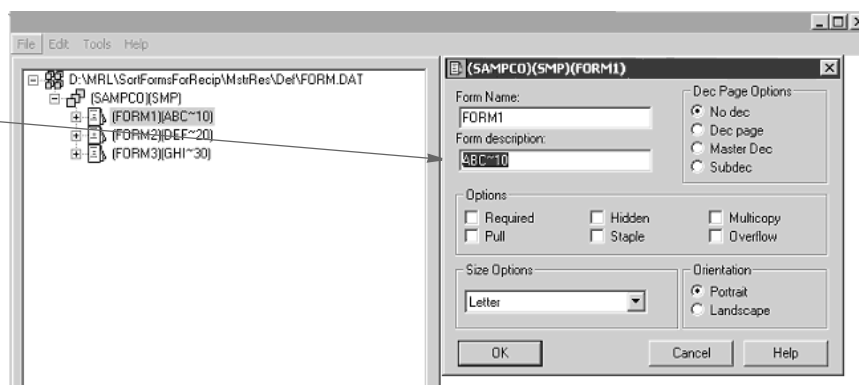 File Edit Tools Help
D:\MRL\SortFormsForRecip\MstrRes\Def\FORM.DAT
(SAMPCO)(SMP)
(FORM1)(ABC~10)
(FORM2)(DEF~20)
(FORM3)(GHI~30)
(SAMPCO)(SMP)(FORM1)
Form Name:
FORM1
Form description:
ABC~10
Dec Page Options
No dec
Dec page
Master Dec
Subdec
Options
Required Hidden Multicopy
Pull Staple Overflow
Size Options
Letter
Orientation
Portrait
Landscape
OK Cancel Help